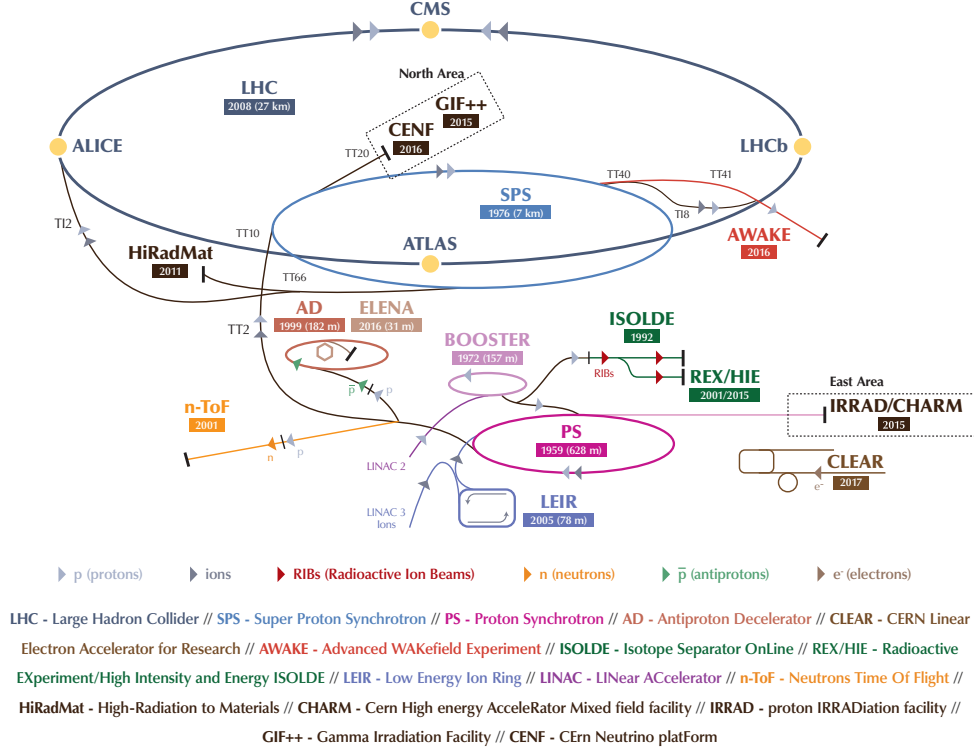 CMS
North Area
LHC
2008 (27 km)
GIF++
2015
CENF
2016
ALICE
LHCb
TT20
TT40
TT41
SPS
1976 (7 km)
TI2
TI8
TT10
AWAKE
2016
HiRadMat
2011
ATLAS
TT66
AD
1999 (182 m)
ELENA
2016 (31 m)
TT2
ISOLDE
1992
BOOSTER
1972 (157 m)
RIBs
REX/HIE
2001/2015
East Area
p̅
p
n-ToF
2001
IRRAD/CHARM
2015
PS
1959 (628 m)
n
p
LINAC 2
CLEAR
2017
e-
LEIR
2005 (78 m)
LINAC 3
Ions
p (protons)
ions
RIBs (Radioactive Ion Beams)
n (neutrons)
p̅ (antiprotons)
e- (electrons)
LHC - Large Hadron Collider // SPS - Super Proton Synchrotron // PS - Proton Synchrotron // AD - Antiproton Decelerator // CLEAR - CERN Linear
Electron Accelerator for Research // AWAKE - Advanced WAKefield Experiment // ISOLDE - Isotope Separator OnLine // REX/HIE - Radioactive
EXperiment/High Intensity and Energy ISOLDE // LEIR - Low Energy Ion Ring // LINAC - LINear ACcelerator // n-ToF - Neutrons Time Of Flight //
HiRadMat - High-Radiation to Materials // CHARM - Cern High energy AcceleRator Mixed field facility // IRRAD - proton IRRADiation facility //
GIF++ - Gamma Irradiation Facility // CENF - CErn Neutrino platForm